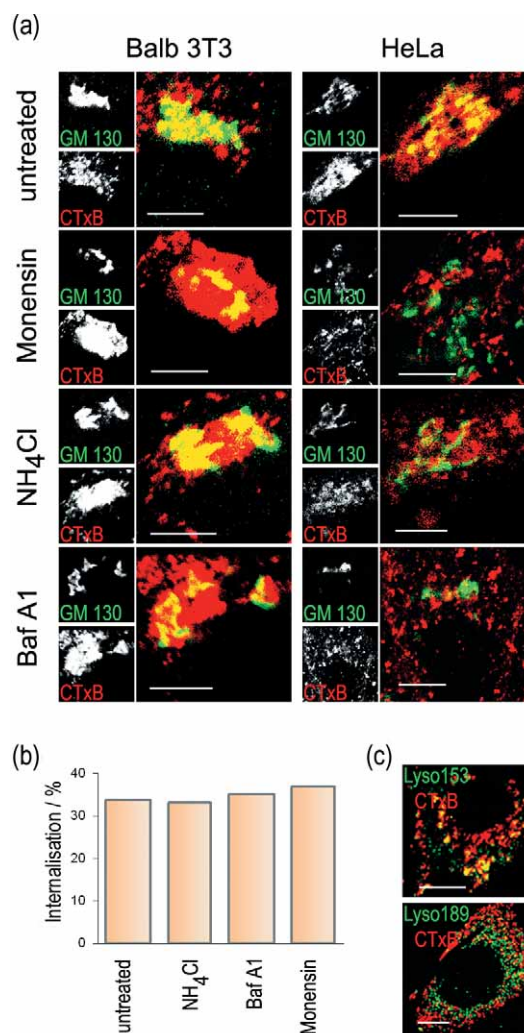 (a)
Balb 3T3 HeLa
untreated
GM 130
CTxB
GM 130
CTxB
Monensin
GM 130
CTxB
GM 130
CTxB
NH4Cl
GM 130
CTxB
GM 130
CTxB
Baf A1
GM 130
CTxB
GM 130
CTxB
(b)
Internalisation / %
40
30
20
10
0
untreated
NH4Cl
Baf A1
Monensin
(c)
Lyso153
CTxB
Lyso189
CTxB